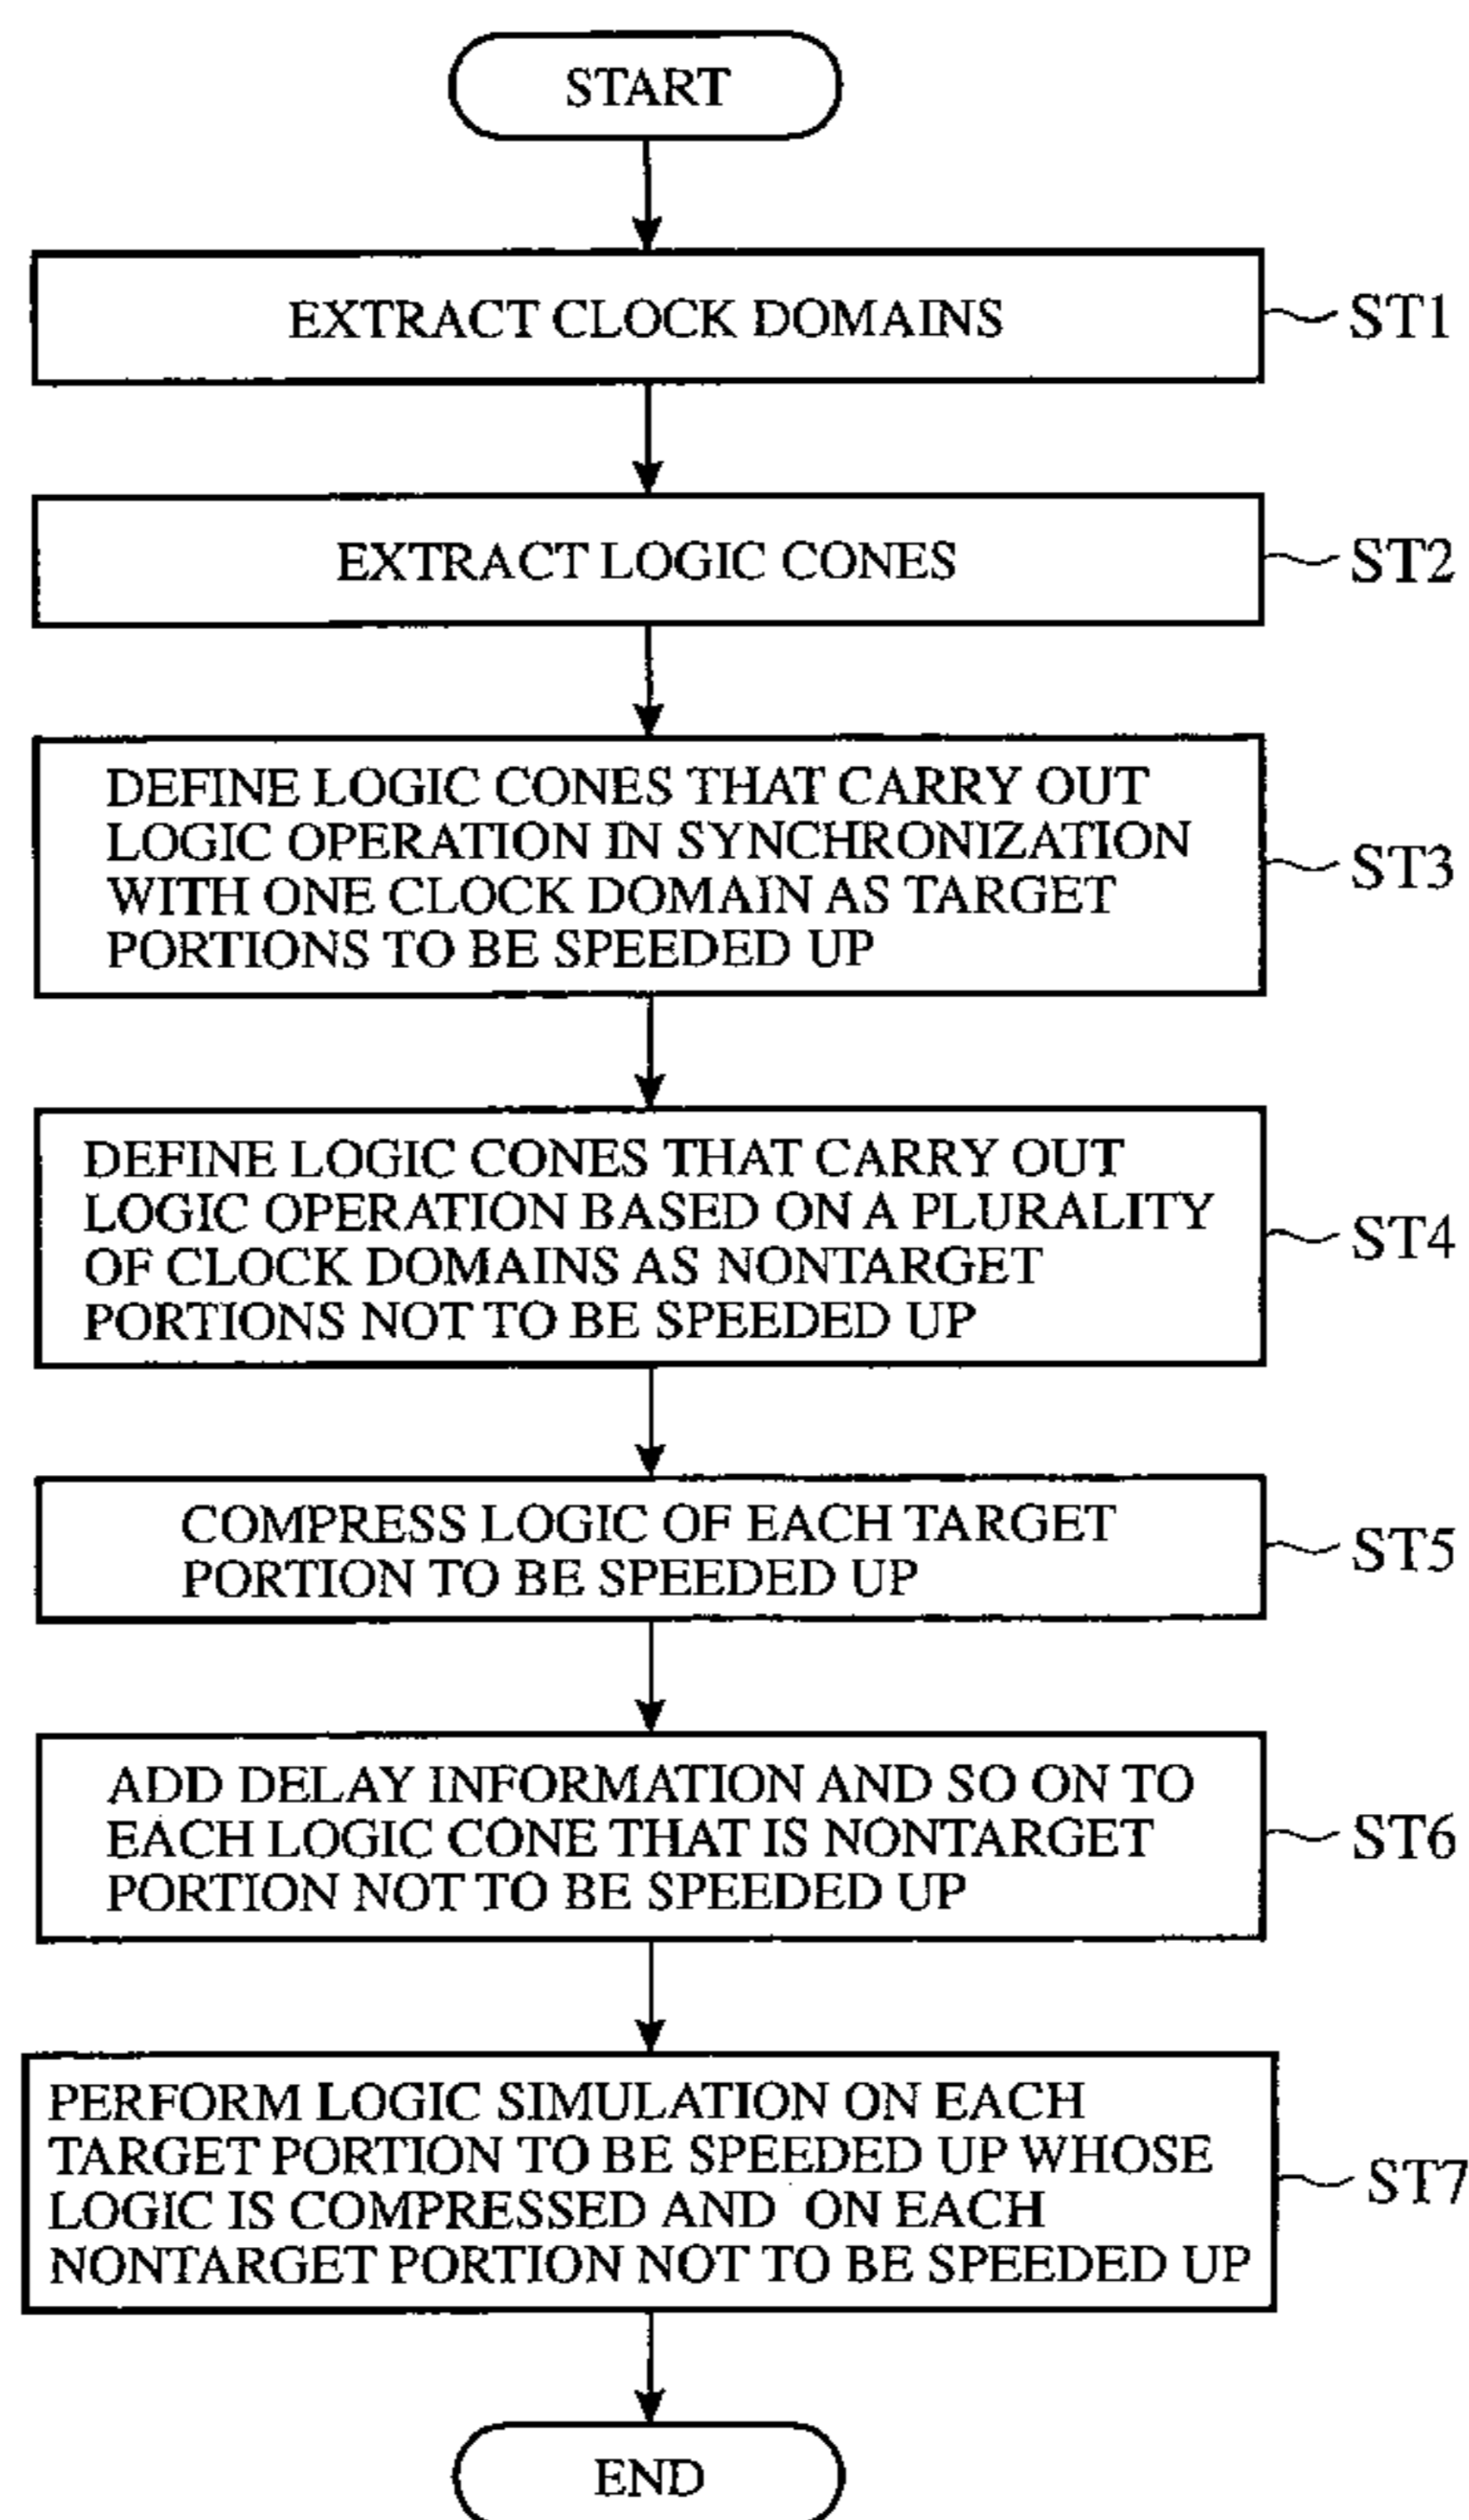 START
EXTRACT CLOCK DOMAINS
ST1
EXTRACT LOGIC CONES
ST2
DEFINE LOGIC CONES THAT CARRY OUT
LOGIC OPERATION IN SYNCHRONIZATION
WITH ONE CLOCK DOMAIN AS TARGET
PORTIONS TO BE SPEEDED UP
ST3
DEFINE LOGIC CONES THAT CARRY OUT
LOGIC OPERATION BASED ON A PLURALITY
OF CLOCK DOMAINS AS NONTARGET
PORTIONS NOT TO BE SPEEDED UP
ST4
COMPRESS LOGIC OF EACH TARGET
PORTION TO BE SPEEDED UP
ST5
ADD DELAY INFORMATION AND SO ON TO
EACH LOGIC CONE THAT IS NONTARGET
PORTION NOT TO BE SPEEDED UP
ST6
PERFORM LOGIC SIMULATION ON EACH
TARGET PORTION TO BE SPEEDED UP WHOSE
LOGIC IS COMPRESSED AND ON EACH
NONTARGET PORTION NOT TO BE SPEEDED UP
ST7
END